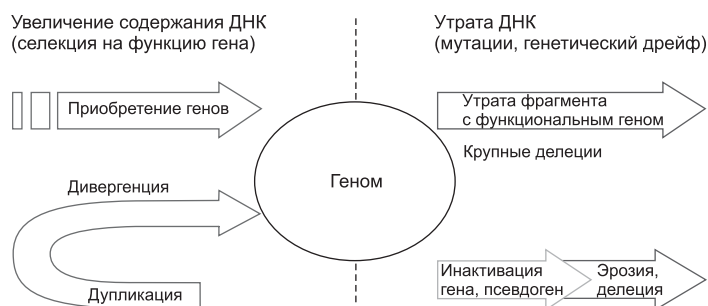 Увеличение содержания ДНК
(селекция на функцию гена)
Утрата ДНК
(мутации, генетический дрейф)
Приобретение генов
Утрата фрагмента
с функциональным геном
Крупные делеции
Дивергенция
Геном
Дупликация
Инактивация
гена, псевдоген
Эрозия,
делеция